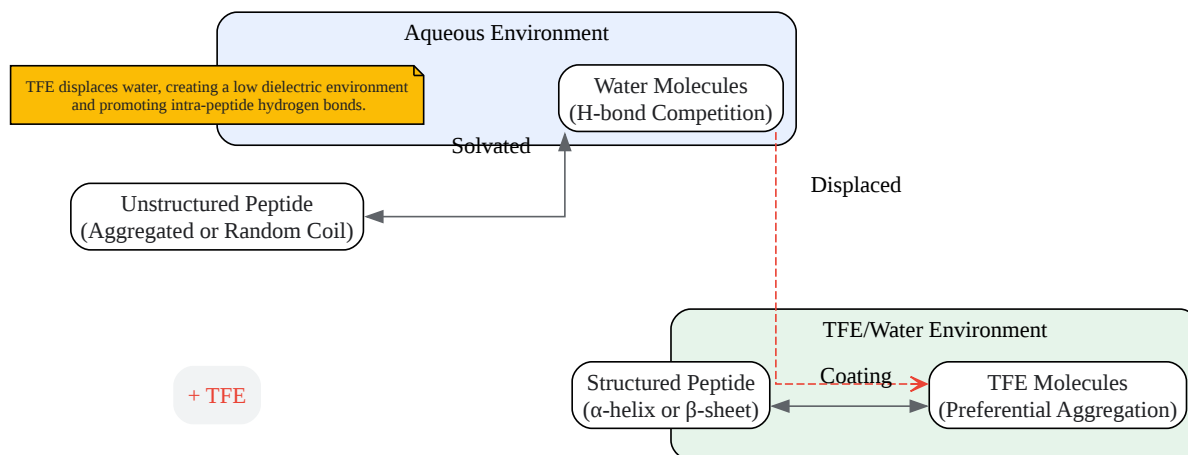 Aqueous Environment
TFE displaces water, creating a low dielectric environment
and promoting intra-peptide hydrogen bonds.
Water Molecules
(H-bond Competition)
Solvated
Displaced
Unstructured Peptide
(Aggregated or Random Coil)
TFE/Water Environment
+ TFE
Structured Peptide
(α-helix or β-sheet)
Coating
TFE Molecules
(Preferential Aggregation)